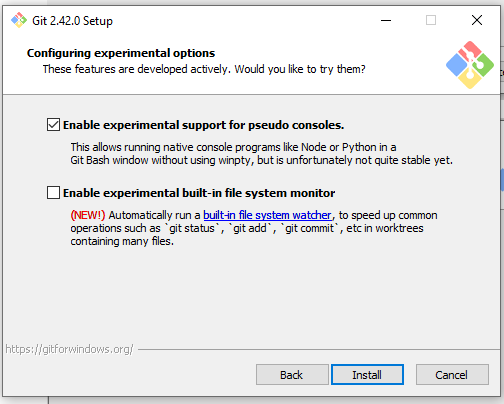 Git 2.42.0 Setup
Configuring experimental options
These features are developed actively. Would you like to try them?
Enable experimental support for pseudo consoles.
This allows running native console programs like Node or Python in a
Git Bash window without using winpty, but is unfortunately not quite stable yet.
Enable experimental built-in file system monitor
(NEW!) Automatically run a built-in file system watcher, to speed up common
operations such as `git status`, `git add`, `git commit`, etc in worktrees
containing many files.
https://gitforwindows.org/
Back Install Cancel